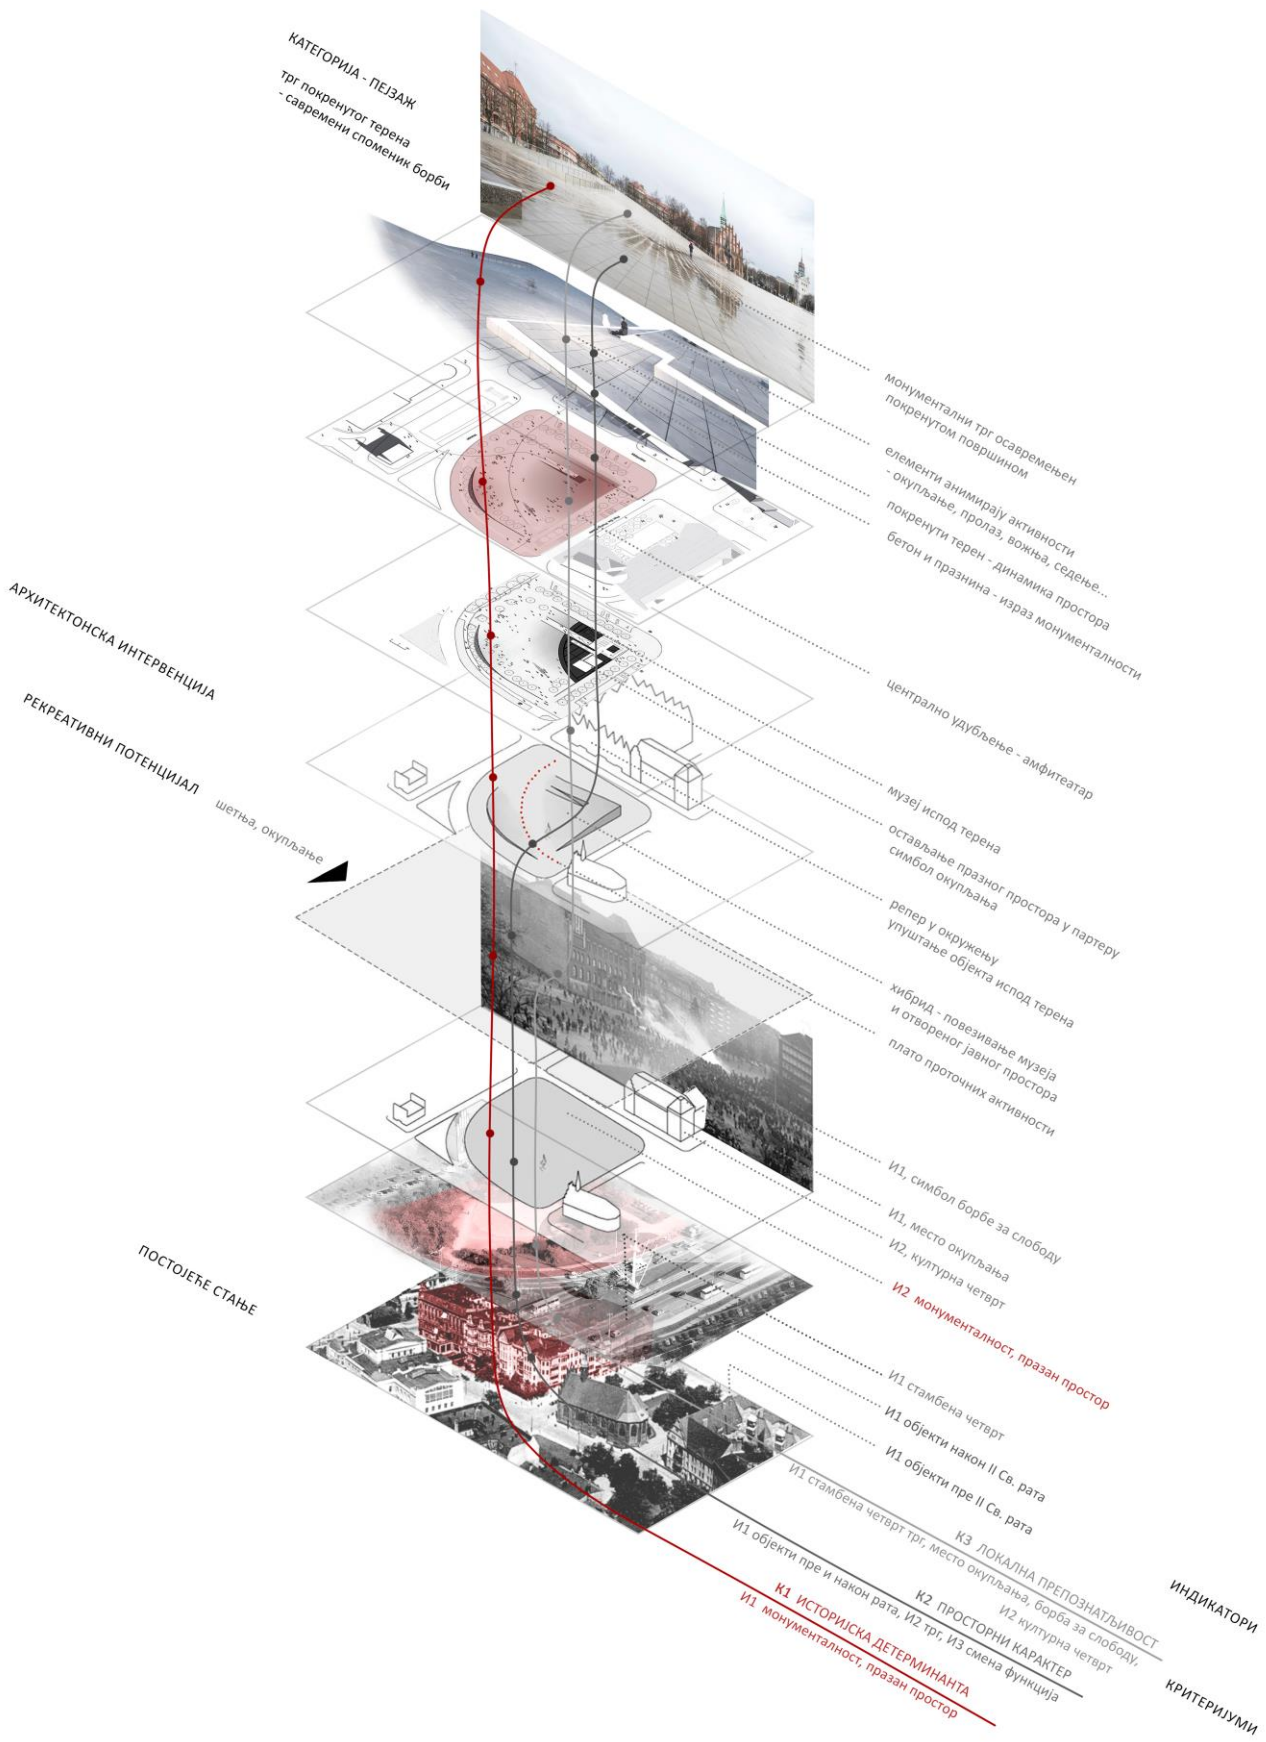 КАТЕГОРИЈА - ПЕЈЗАЖ
трг покренутог терена
- савремени споменик борби
монументални трг осавремењен
покренутом површином
елементи анимирају активности
- окупљање, пролаз, вожња, седење...
покренути терен - динамика простора
бетон и празнина - израз монументалности
АРХИТЕКТОНСКА ИНТЕРВЕНЦИЈА
централно удубљење - амфитеатар
РЕКРЕАТИВНИ ПОТЕНЦИЈАЛ
шетња, окупљање
музеј испод терена
остављање празног простора у партеру
симбол окупљања
репер у окружењу
упуштање објекта испод терена
хибрид - повезивање музеја
и отвореног јавног простора
плато проточних активности
И1, симбол борбе за слободу
И1, место окупљања
И2, културна четврт
И2 монументалност, празан простор
ПОСТОЈЕЋЕ СТАЊЕ
И1 стамбена четврт
И1 објекти након II Св. рата
И1 објекти пре II Св. рата
К3 ЛОКАЛНА ПРЕПОЗНАТЉИВОСТ
И1 стамбена четврт трг, место окупљања, борба за слободу,
И2 културна четврт
К2 ПРОСТОРНИ КАРАКТЕР
И1 објекти пре и након рата, И2 трг, И3 смена функција
К1 ИСТОРИЈСКА ДЕТЕРМИНАНТА
И1 монументалност, празан простор
ИНДИКАТОРИ
КРИТЕРИЈУМИ